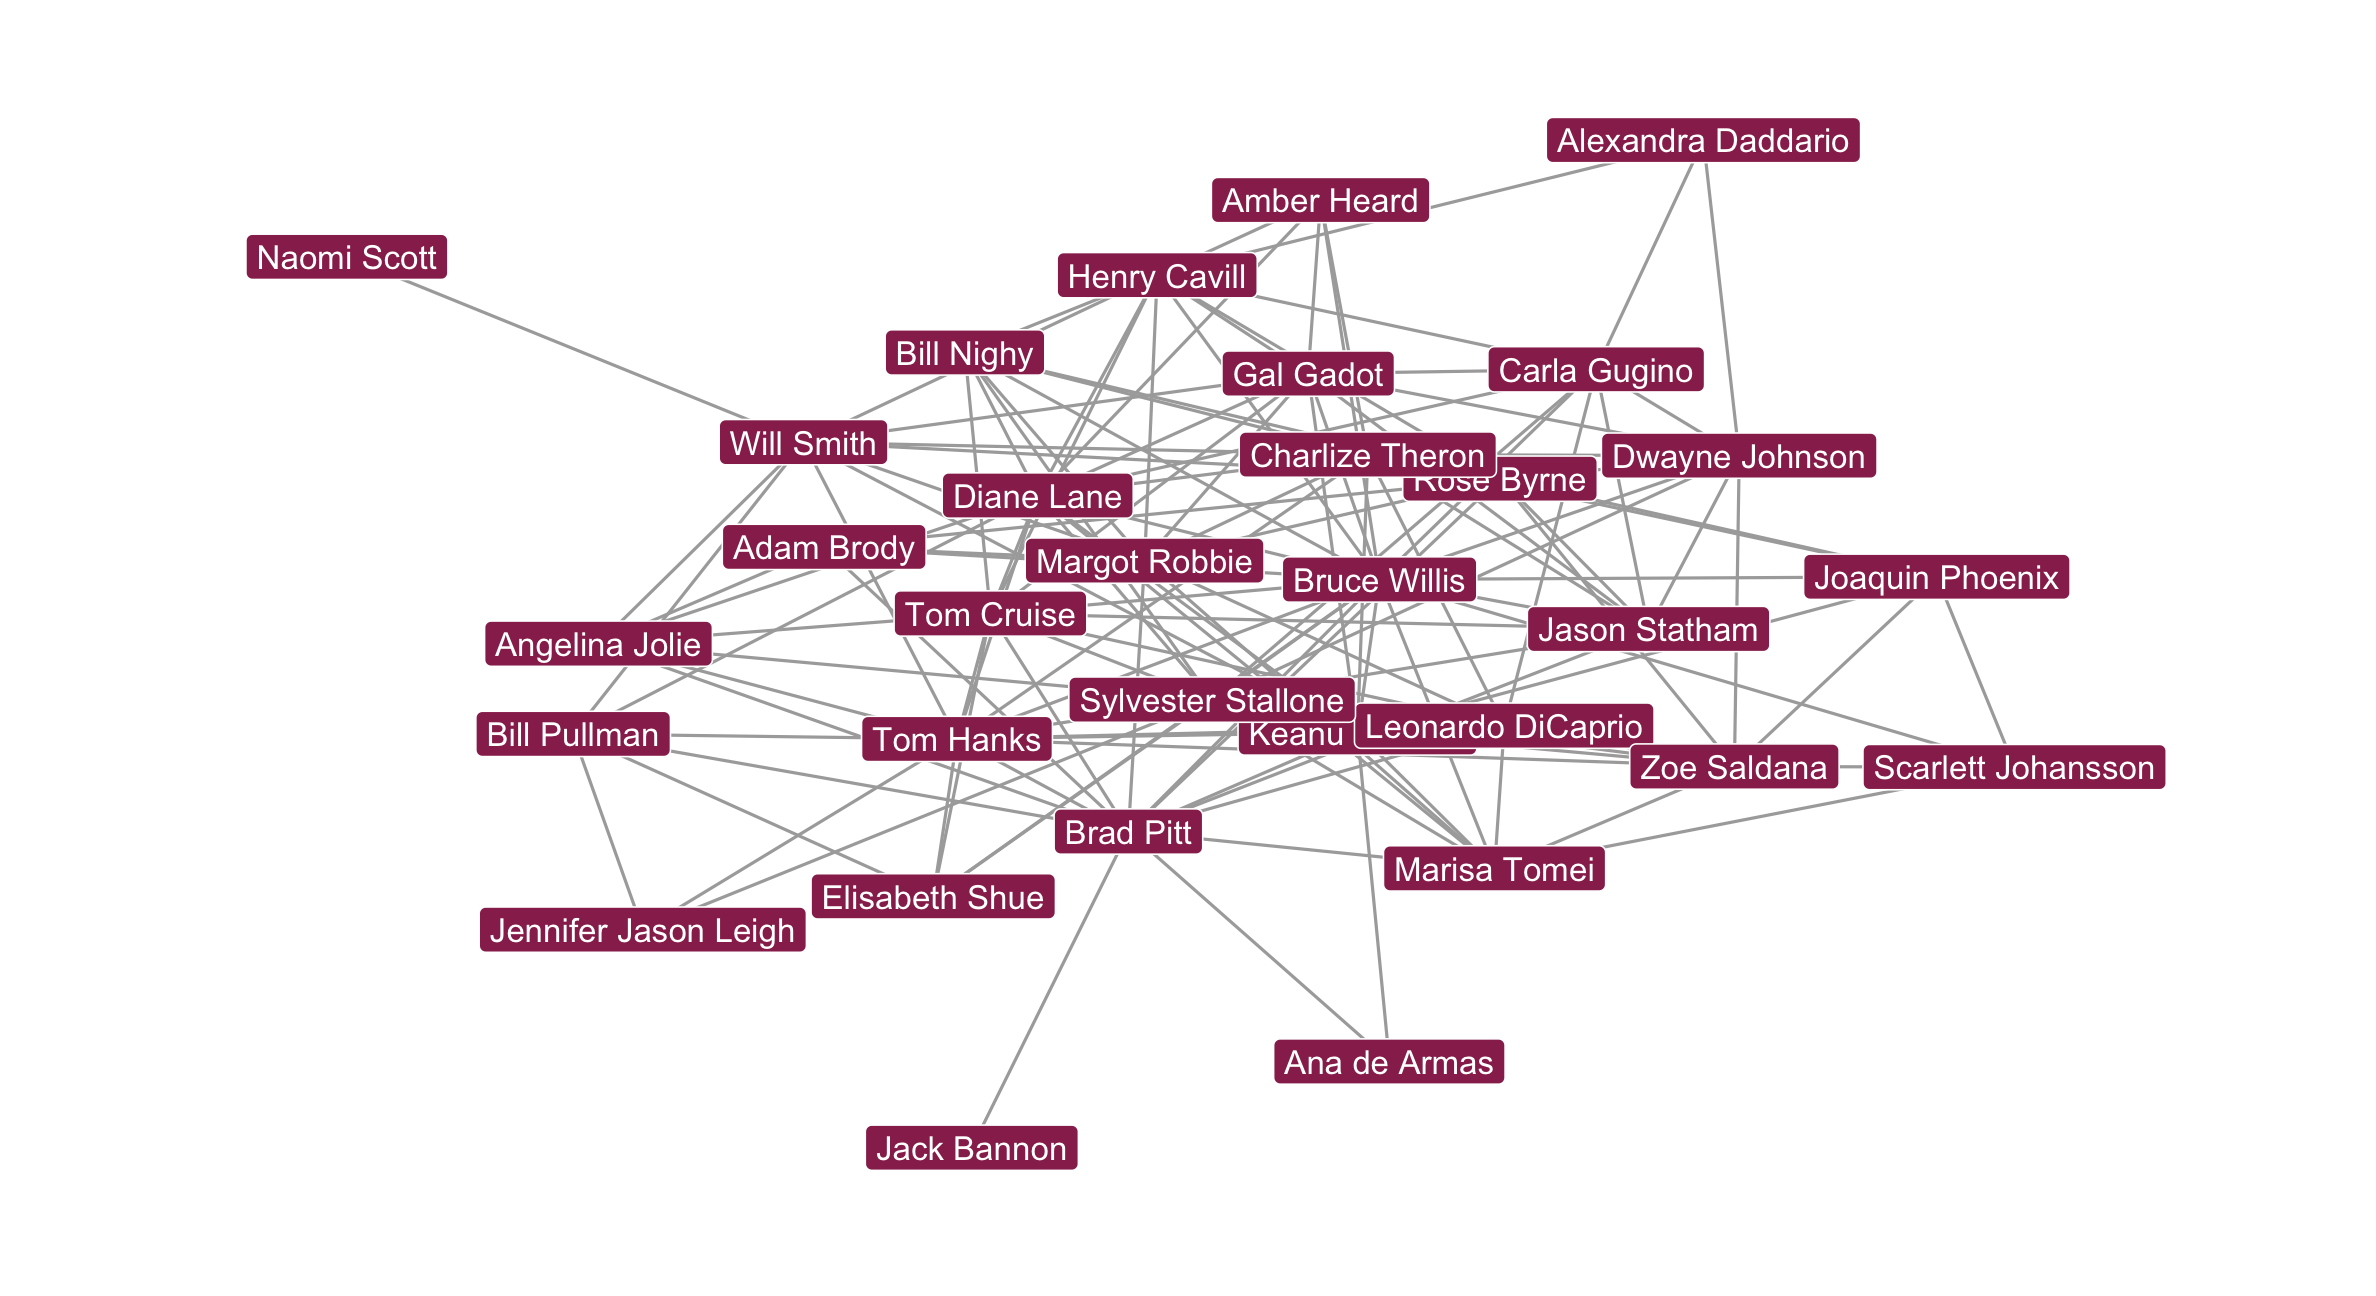 Alexandra Daddario
Amber Heard
Naomi Scott
Henry Cavill
Bill Nighy
Gal Gadot
Carla Gugino
Will Smith
Charlize Theron
Dwayne Johnson
Rose Byrne
Diane Lane
Adam Brody
Margot Robbie
Bruce Willis
Joaquin Phoenix
Tom Cruise
Jason Statham
Angelina Jolie
Sylvester Stallone
Leonardo DiCaprio
Keanu
Bill Pullman
Tom Hanks
Zoe Saldana
Scarlett Johansson
Brad Pitt
Marisa Tomei
Elisabeth Shue
Jennifer Jason Leigh
Ana de Armas
Jack Bannon